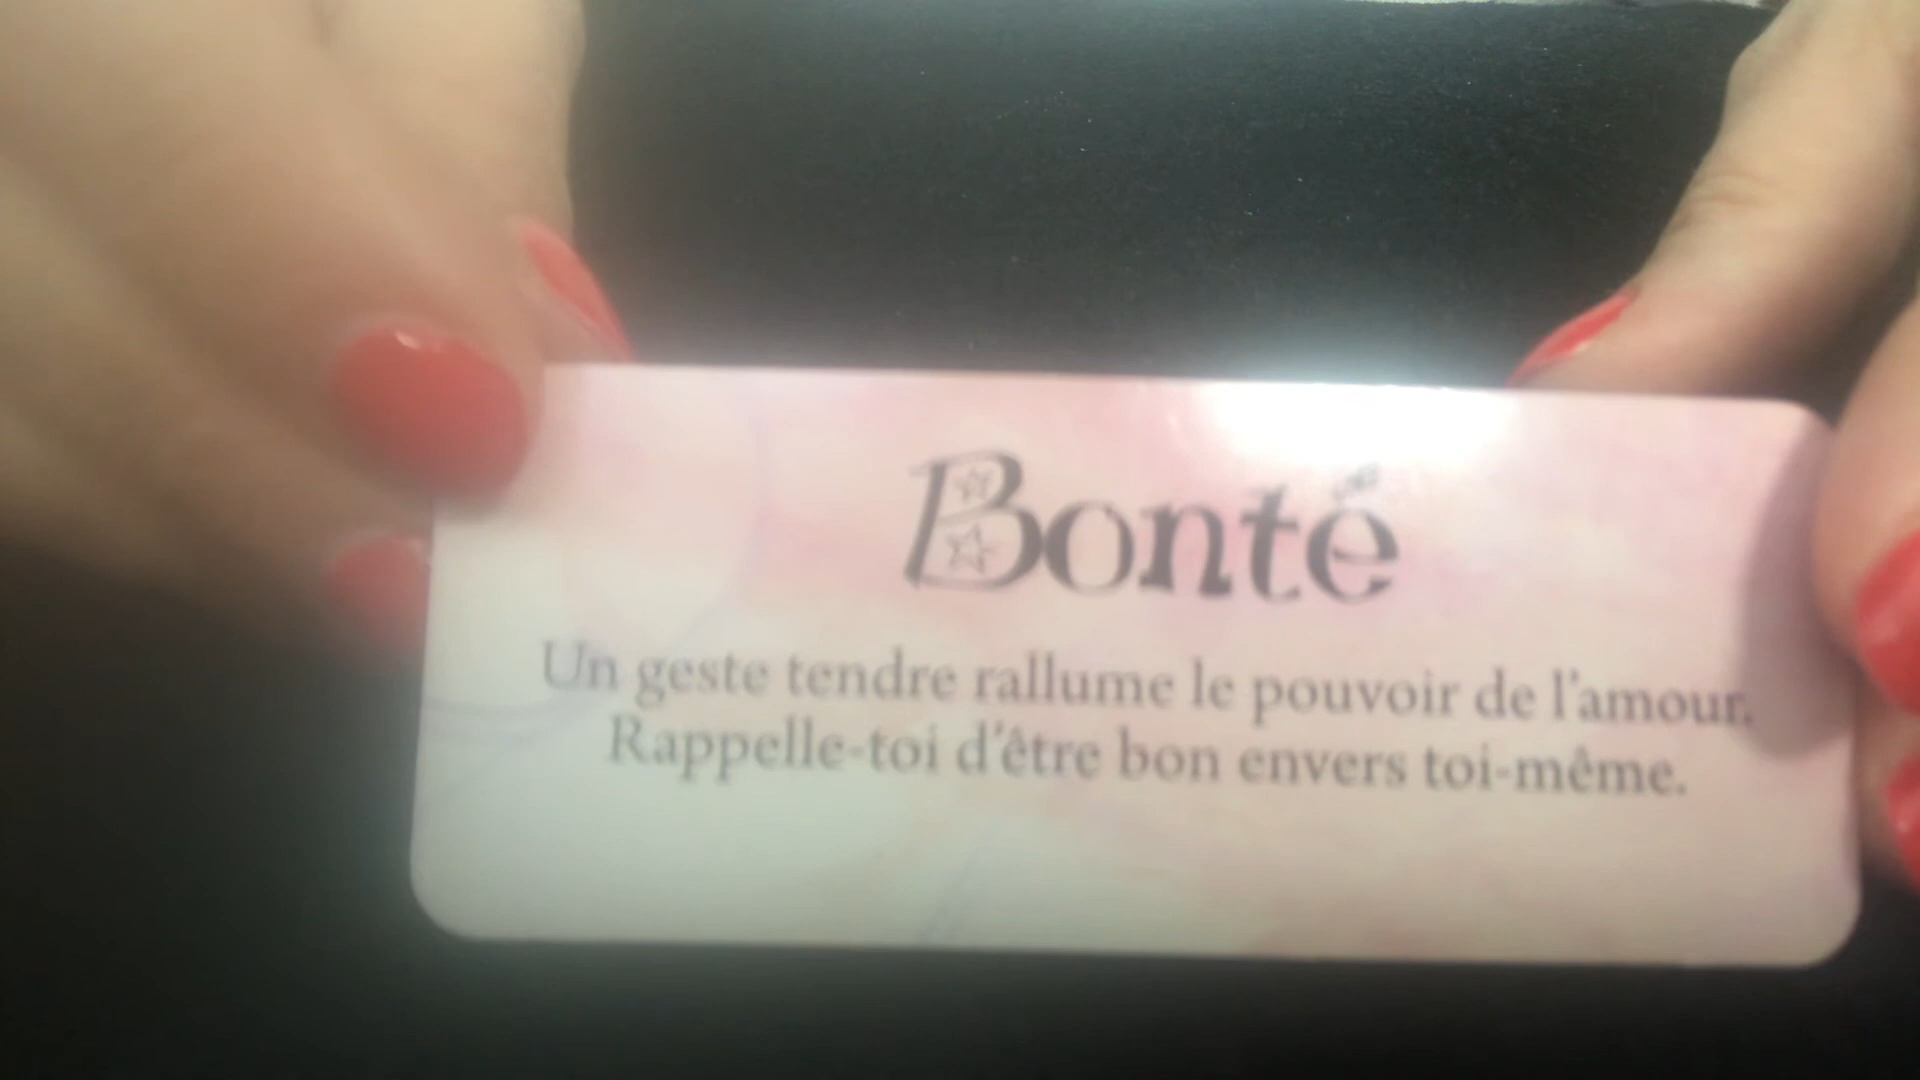 Bonté
Un geste tendre rallume le pouvoir de l'amour.
Rappelle-toi d'être bon envers toi-même.